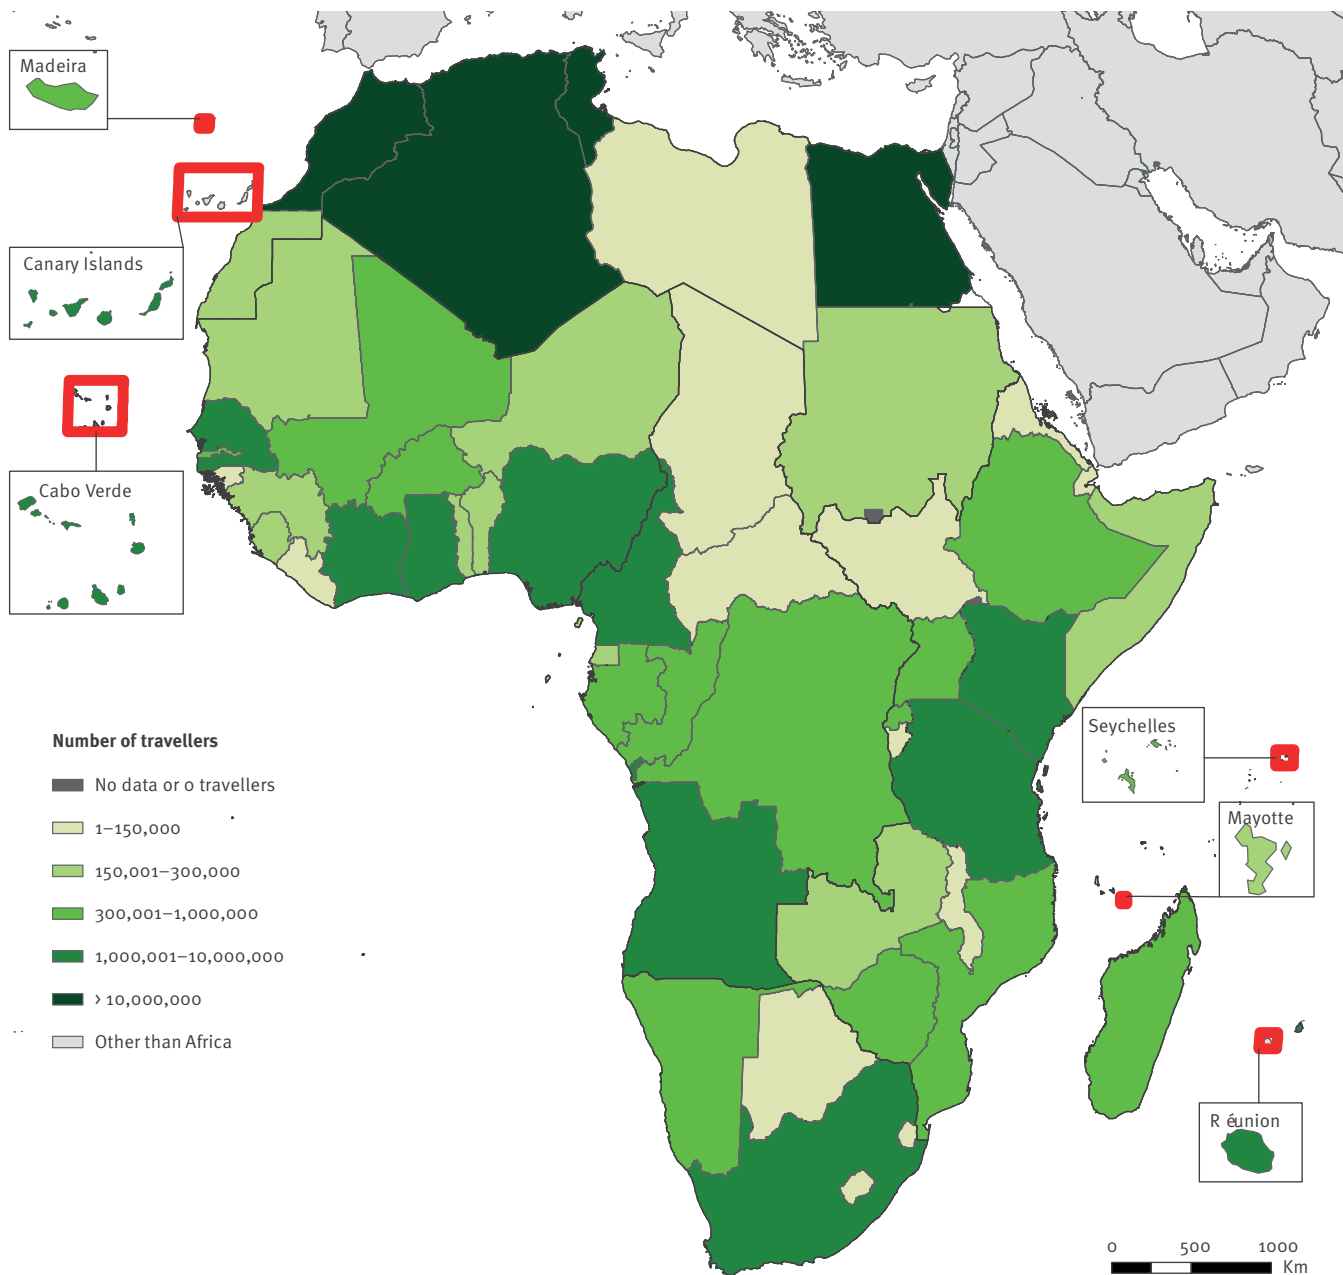 Madeira
Canary Islands
Cabo Verde
Number of travellers
No data or 0 travellers
1–150,000
150,001–300,000
300,001–1,000,000
1,000,001–10,000,000
> 10,000,000
Other than Africa
Seychelles
Mayotte
R éunion
0 500 1000
Km